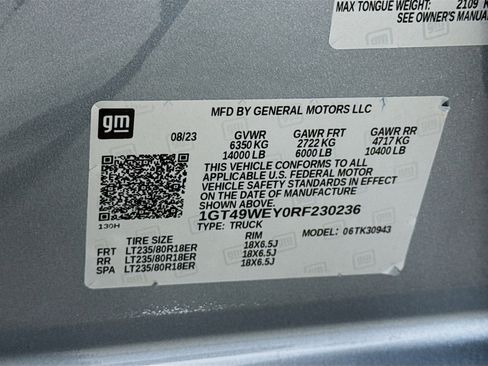 MAX TONGUE WEIGHT: 2109 K
SEE OWNER'S MANUA
gm
MFD BY GENERAL MOTORS LLC
08/23 GVWR GAWR FRT GAWR RR
6350 KG 2722 KG 4717 KG
14000 LB 6000 LB 10400 LB
THIS VEHICLE CONFORMS TO ALL
APPLICABLE U.S. FEDERAL MOTOR
VEHICLE SAFETY STANDARDS IN EFFECT
ON THE DATE OF MANUFACTURE
SHOWN ABOVE.
1GT49WEY0RF230236
130H
TYPE: TRUCK MODEL: 06TK30943
TIRE SIZE RIM
FRT LT235/80R18ER 18X6.5J
RR LT235/80R18ER 18X6.5J
SPA LT235/80R18ER 18X6.5J